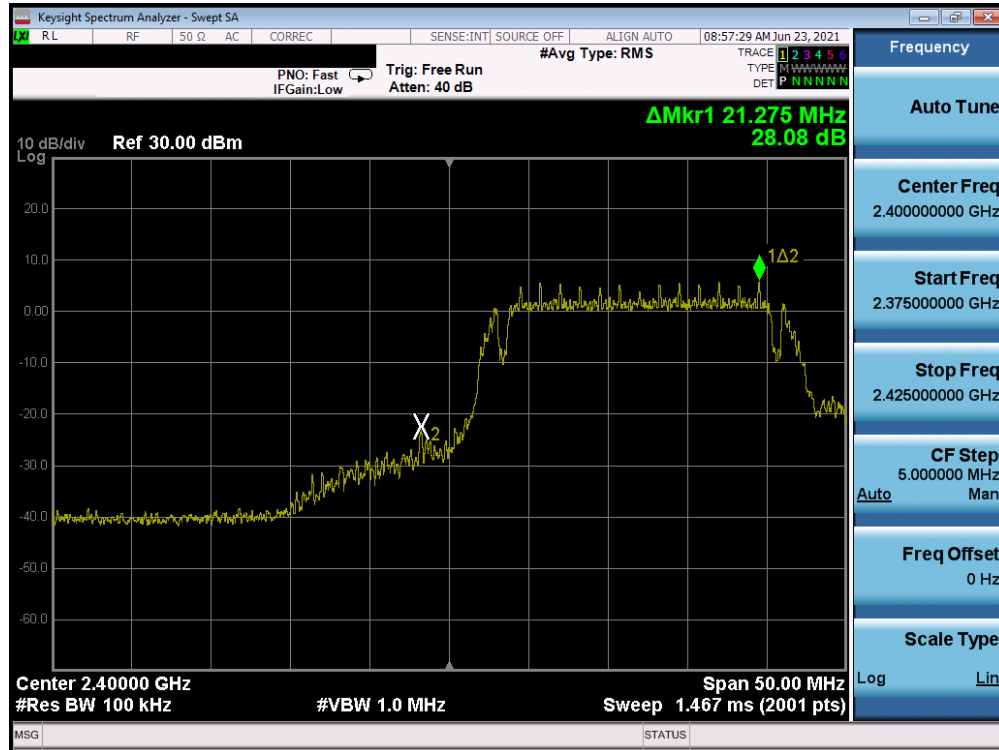 Keysight Spectrum Analyzer - Swept SA
LXI RL RF 50 Ω AC CORREC SENSE:INT SOURCE OFF ALIGN AUTO 08:57:29 AM Jun 23, 2021
#Avg Type: RMS
TRACE 1 2 3 4 5 6
TYPE M WWWWW
DET P N N N N N
PNO: Fast
IFGain:Low
Trig: Free Run
Atten: 40 dB
ΔMkr1 21.275 MHz
28.08 dB
10 dB/div Ref 30.00 dBm
Log
20.0
10.0
0.00
-10.0
-20.0
-30.0
-40.0
-50.0
-60.0
1Δ2
X2
Center 2.40000 GHz
Span 50.00 MHz
#Res BW 100 kHz
#VBW 1.0 MHz
Sweep 1.467 ms (2001 pts)
MSG
STATUS
Frequency
Auto Tune
Center Freq
2.400000000 GHz
Start Freq
2.375000000 GHz
Stop Freq
2.425000000 GHz
CF Step
5.000000 MHz
Auto Man
Freq Offset
0 Hz
Scale Type
Log Lin